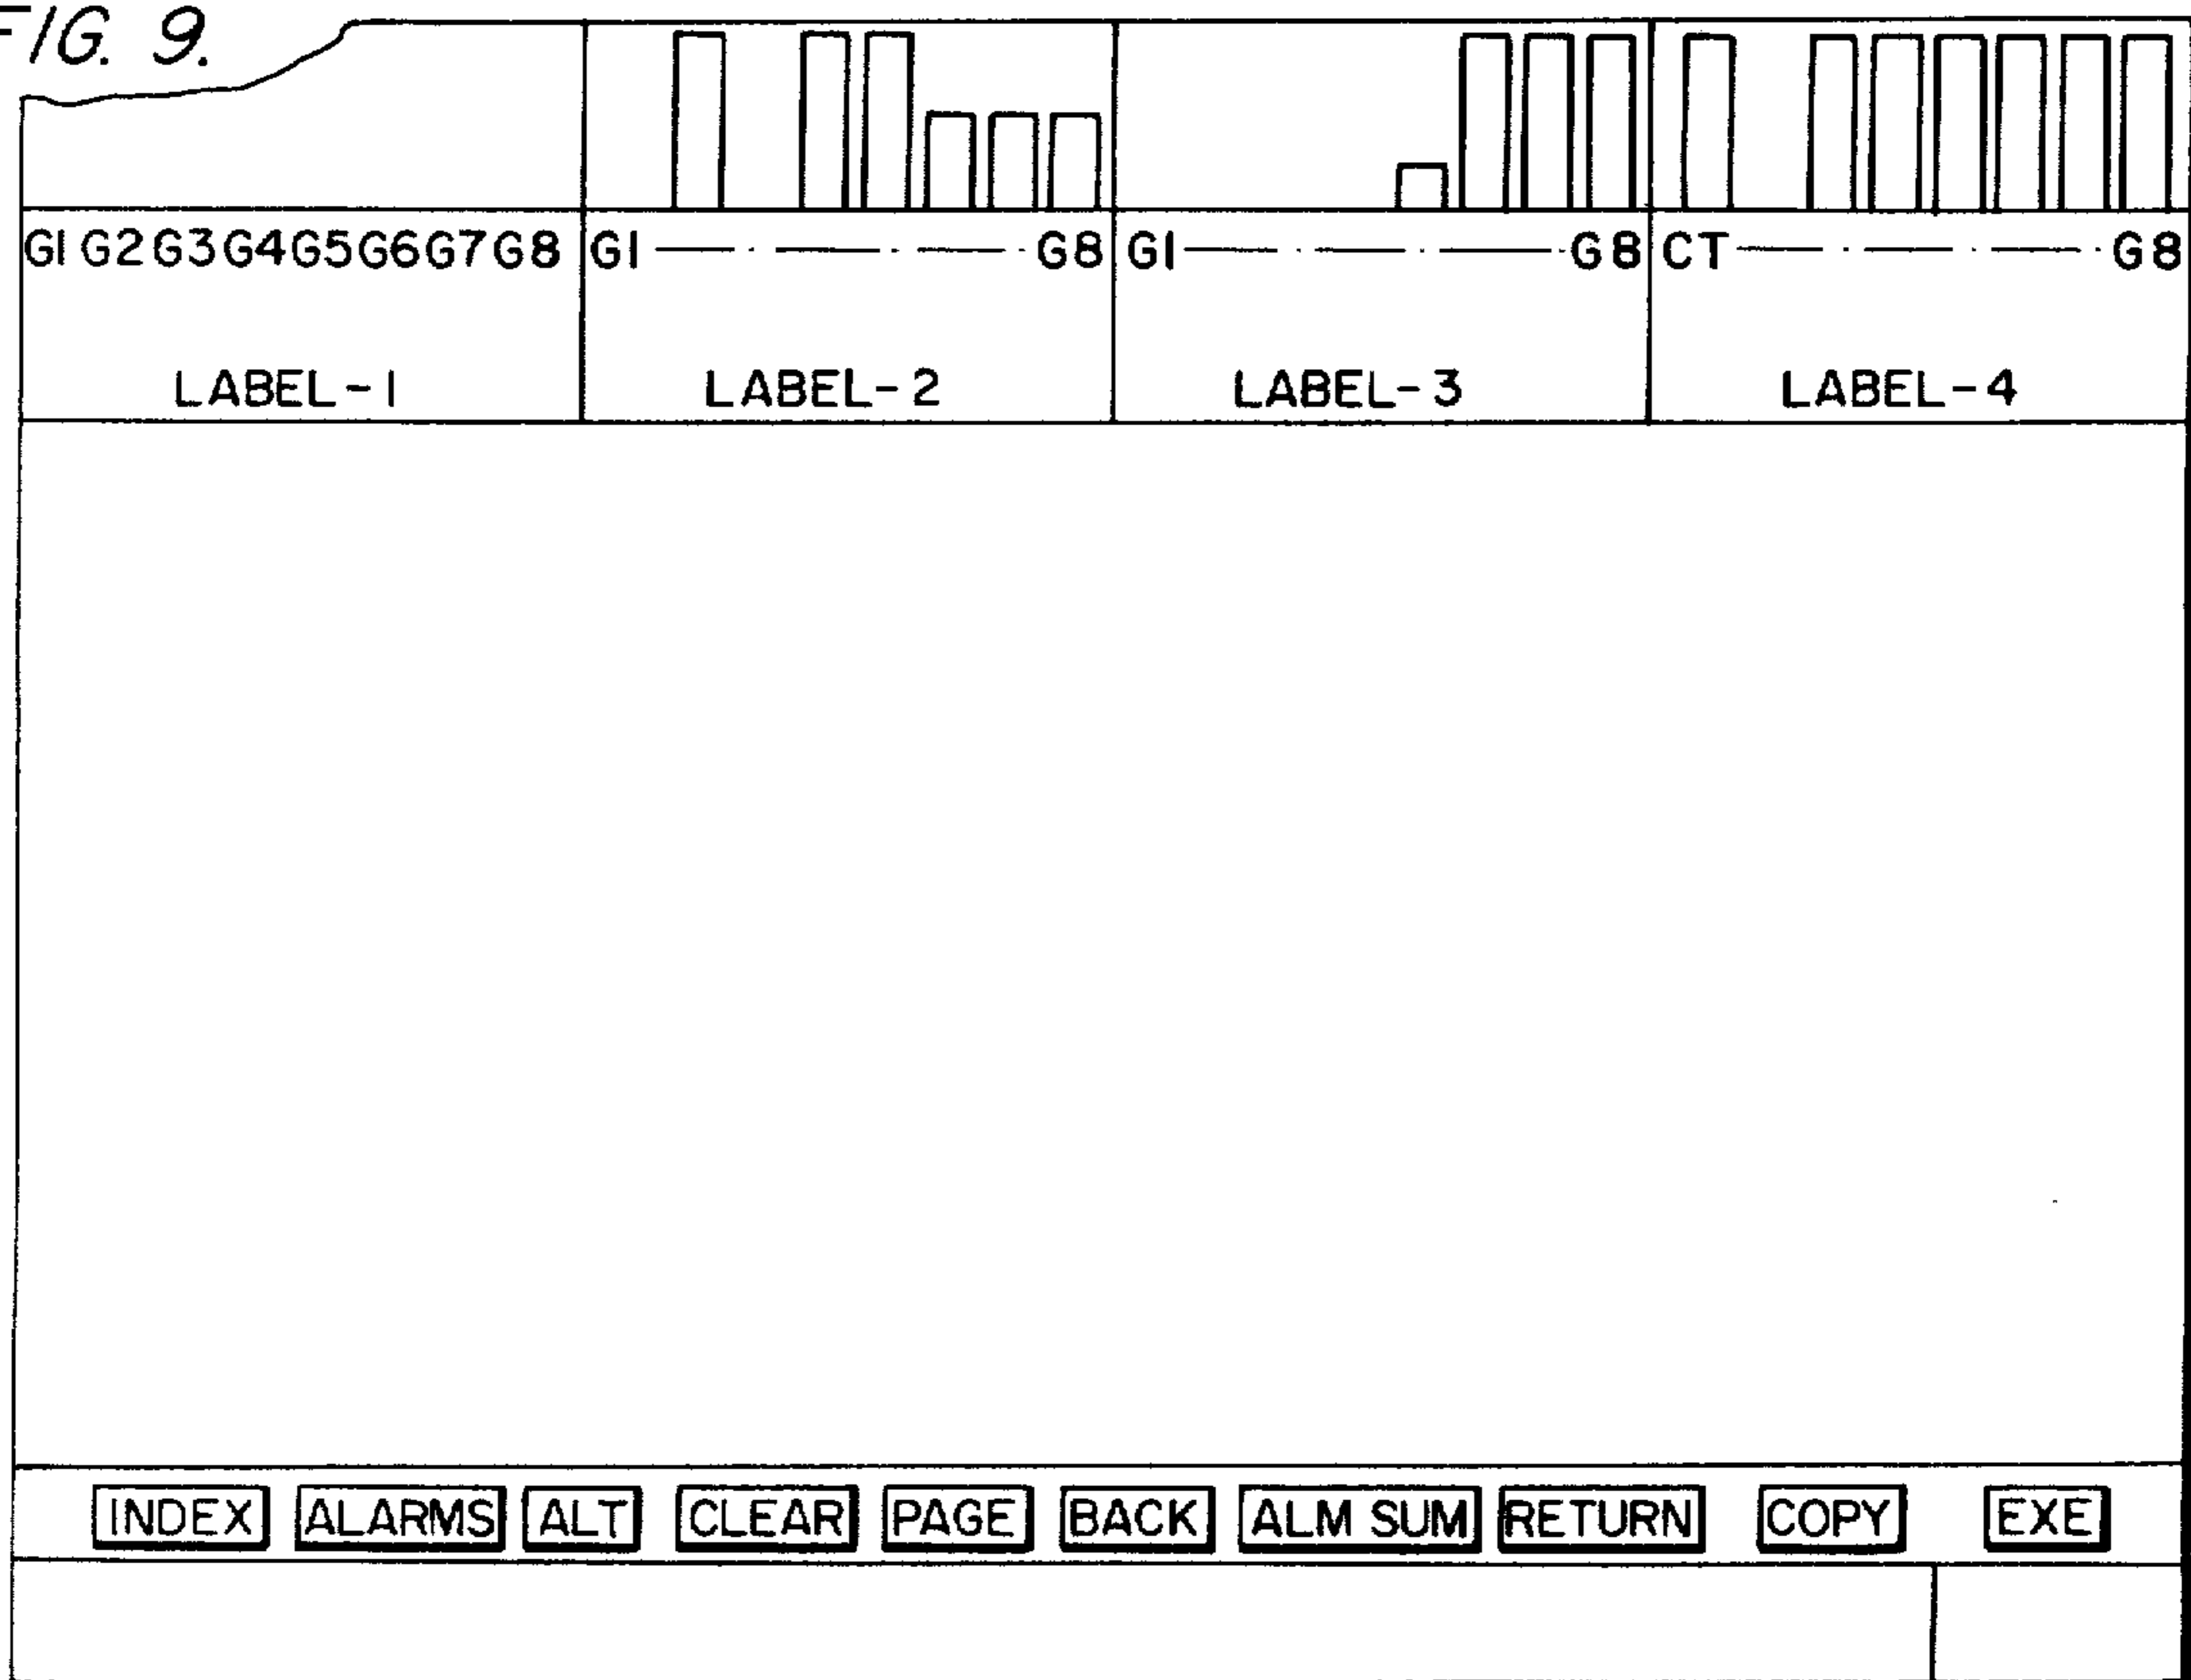 FIG. 9.
G1 G2 G3 G4 G5 G6 G7 G8 G1 — · — · — · G8 G1 — · — · — · G8 CT — · — · — · G8
LABEL-1 LABEL-2 LABEL-3 LABEL-4
INDEX ALARMS ALT CLEAR PAGE BACK ALM SUM RETURN COPY EXE